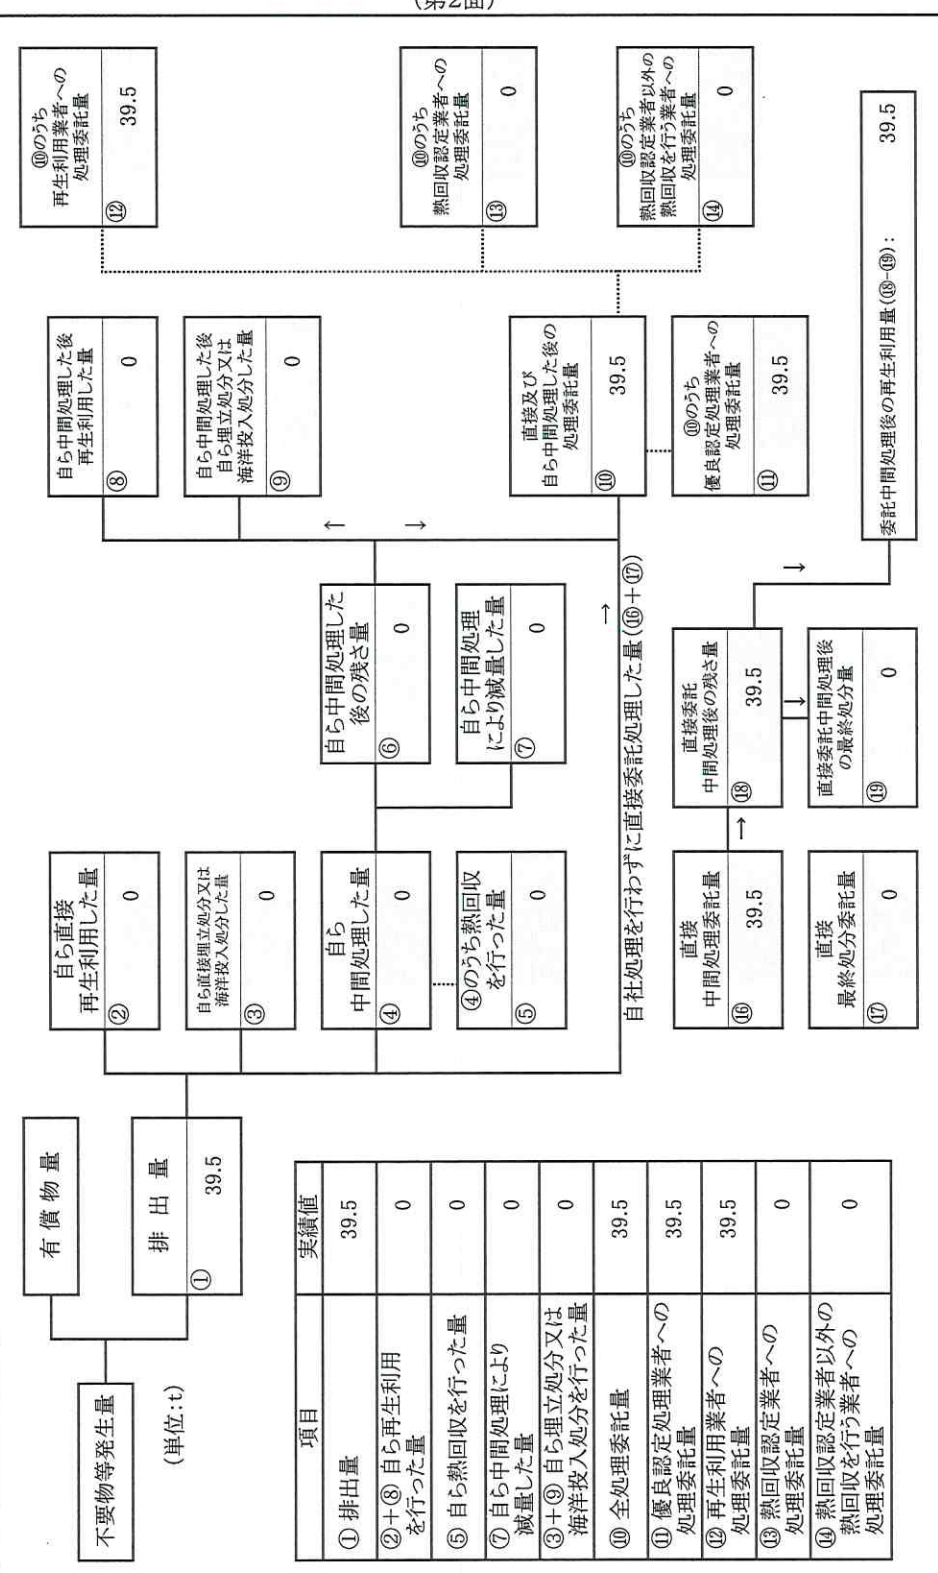 (第2面)
不要物等発生量
有償物量
排出量
① 39.5
(単位:t)
自ら直接
再生利用した量
② 0
自ら直接埋立処分又は
海洋投入処分した量
③ 0
自ら
中間処理した量
④ 0
④のうち熱回収
を行った量
⑤ 0
自ら中間処理した
後の残さ量
⑥ 0
自ら中間処理
により減量した量
⑦ 0
自ら中間処理した後
再生利用した量
⑧ 0
自ら中間処理した後
自ら埋立処分又は
海洋投入処分した量
⑨ 0
↑
↓
→
直接及び
自ら中間処理した後の
処理委託量
⑩ 39.5
⑩のうち
優良認定処理業者への
処理委託量
⑪ 39.5
⑩のうち
再生利用業者への
処理委託量
⑫ 39.5
⑩のうち
熱回収認定業者への
処理委託量
⑬ 0
⑩のうち
熱回収認定業者以外の
熱回収を行う業者への
処理委託量
⑭ 0
自社処理を行わずに直接委託処理した量(⑯+⑰)
直接
中間処理委託量
⑯ 39.5
→
直接
最終処分委託量
⑰ 0
直接委託
中間処理後の残さ量
⑱ 39.5
↓
直接委託中間処理後
の最終処分量
⑲ 0
↓
委託中間処理後の再生利用量(⑱-⑲): 39.5
項目 実績値
① 排出量 39.5
②+⑧ 自ら再生利用
を行った量 0
⑤ 自ら熱回収を行った量 0
⑦ 自ら中間処理により
減量した量 0
③+⑨ 自ら埋立処分又は
海洋投入処分を行った量 0
⑩ 全処理委託量 39.5
⑪ 優良認定処理業者への
処理委託量 39.5
⑫ 再生利用業者への
処理委託量 39.5
⑬ 熱回収認定業者への
処理委託量 0
⑭ 熱回収認定業者以外の
熱回収を行う業者への
処理委託量 0